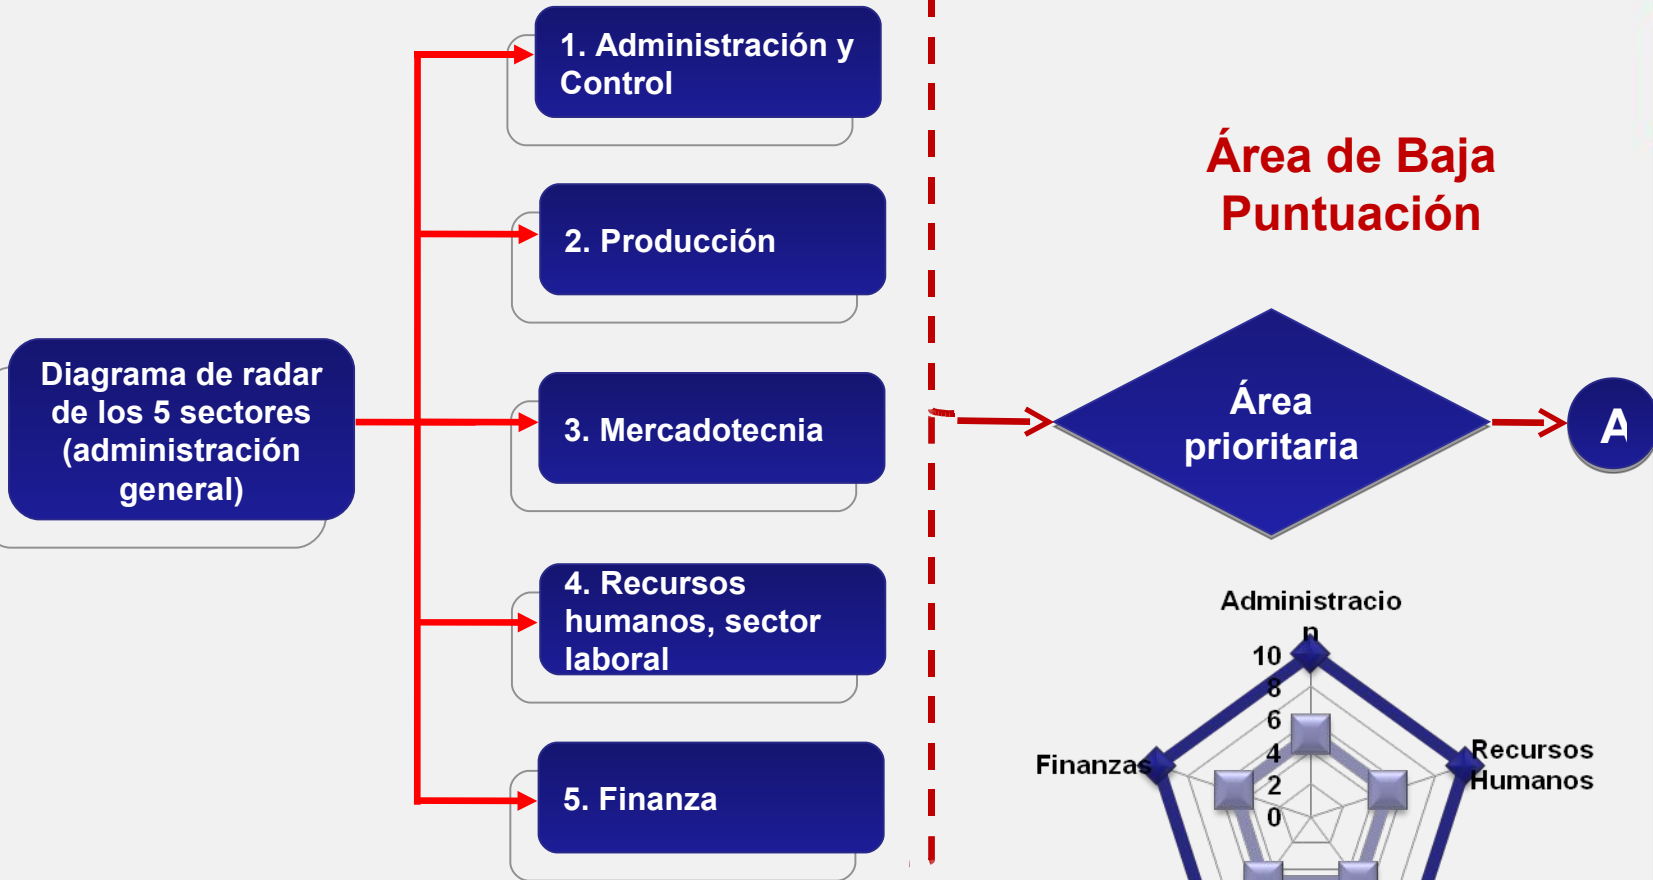 1. Administración y
Control
2. Producción
Diagrama de radar
de los 5 sectores
(administración
general)
3. Mercadotecnia
4. Recursos
humanos, sector
laboral
5. Finanza
Área de Baja
Puntuación
Área
prioritaria
A
Administracio
n
10
8
6
4
2
0
Recursos
Humanos
Finanzas